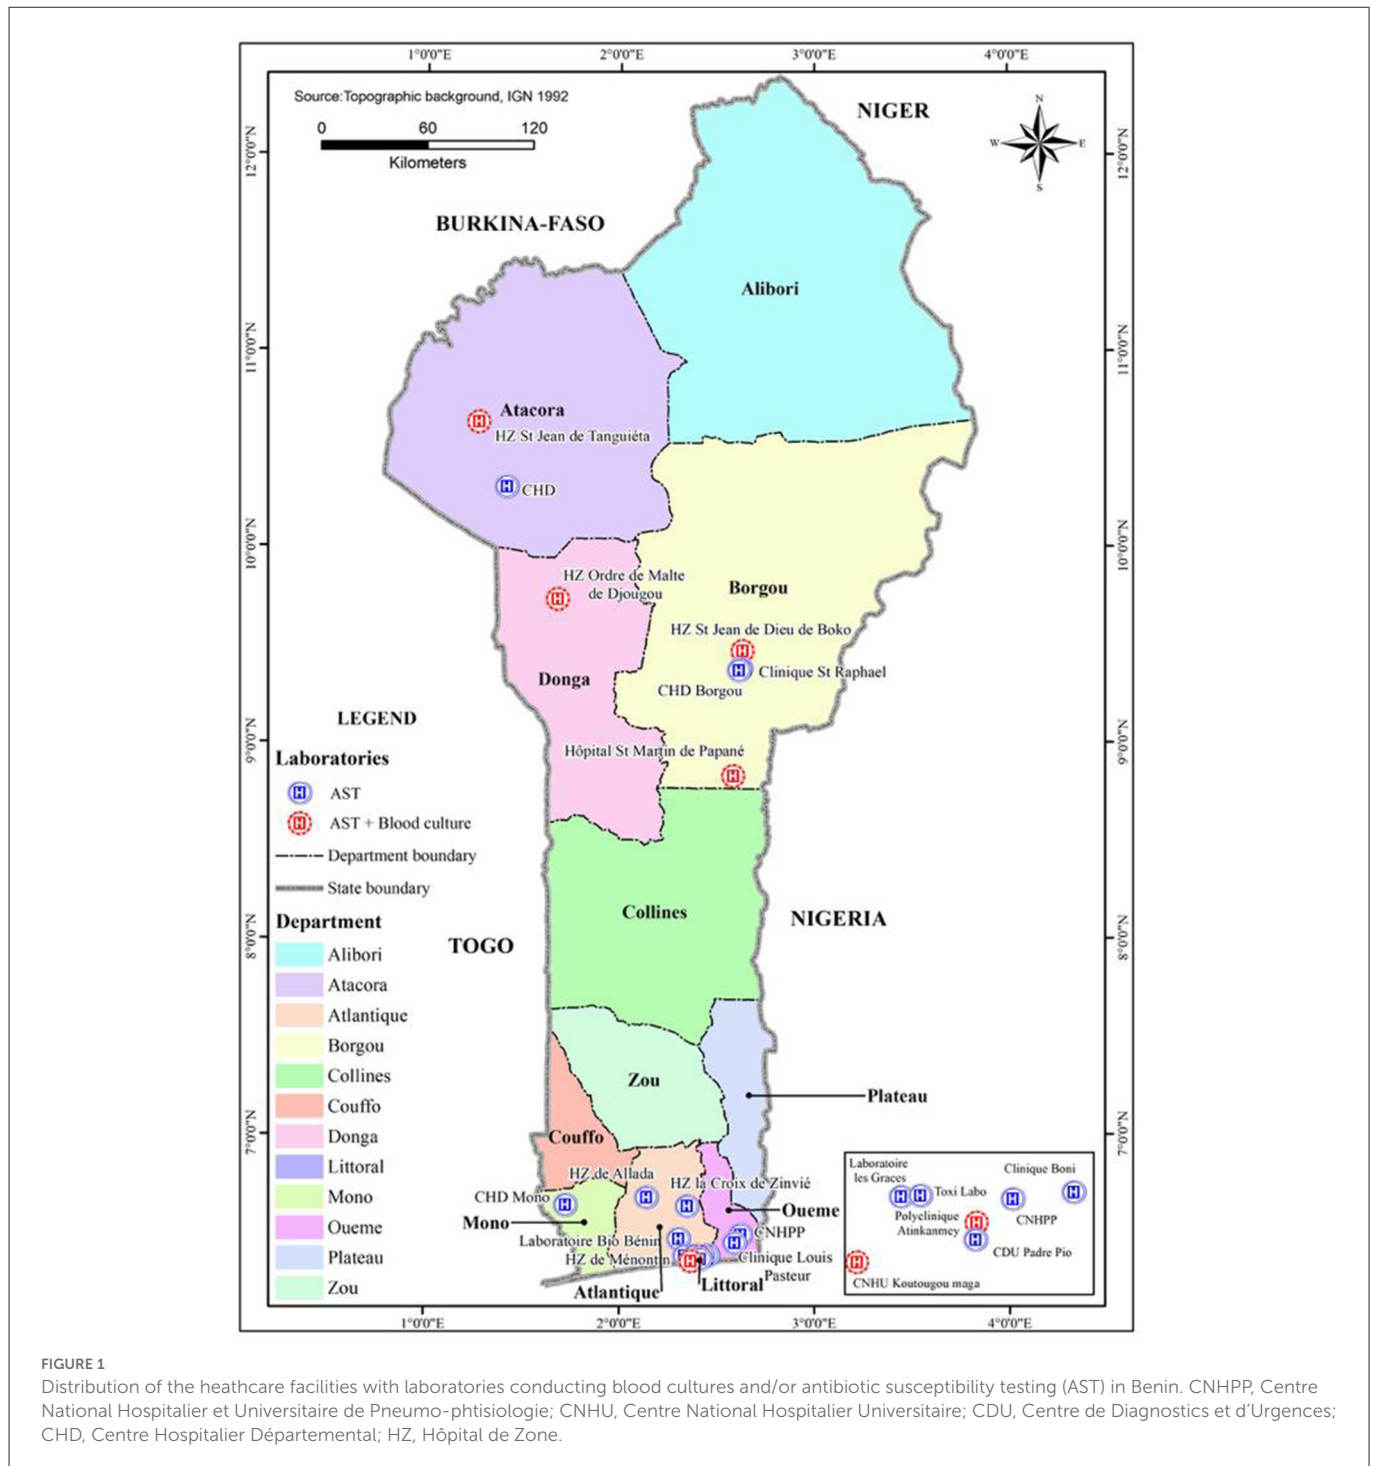 1°0'0"E
2°0'0"E
3°0'0"E
4°0'0"E
Source:Topographic background, IGN 1992
0
60
120
Kilometers
N
W
E
S
NIGER
12°0'0"N
12°0'0"N
BURKINA-FASO
Alibori
11°0'0"N
11°0'0"N
Atacora
HZ St Jean de Tanguiéta
CHD
10°0'0"N
10°0'0"N
HZ Ordre de Malte
de Djougou
Borgou
HZ St Jean de Dieu de Boko
Clinique St Raphael
CHD Borgou
Donga
9°0'0"N
9°0'0"N
Hôpital St Martin de Papané
LEGEND
Laboratories
AST
AST + Blood culture
Department boundary
State boundary
Department
Alibori
Atacora
Atlantique
Borgou
Collines
Couffo
Donga
Littoral
Mono
Oueme
Plateau
Zou
Collines
NIGERIA
TOGO
8°0'0"N
8°0'0"N
Zou
Plateau
7°0'0"N
7°0'0"N
Couffo
HZ de Allada
HZ la Croix de Zinvié
CHD Mono
Mono
Oueme
Laboratoire Bio Bénin
CNHPP
HZ de Ménontin
Clinique Louis
Pasteur
Atlantique
Littoral
Laboratoire
les Graces
Toxi Labo
Clinique Boni
CNHPP
Polyclinique
Atinkanmey
CDU Padre Pio
CNHU Koutougou maga
1°0'0"E
2°0'0"E
3°0'0"E
4°0'0"E
FIGURE 1
Distribution of the heathcare facilities with laboratories conducting blood cultures and/or antibiotic susceptibility testing (AST) in Benin. CNHPP, Centre
National Hospitalier et Universitaire de Pneumo-phtisiologie; CNHU, Centre National Hospitalier Universitaire; CDU, Centre de Diagnostics et d'Urgences;
CHD, Centre Hospitalier Départemental; HZ, Hôpital de Zone.